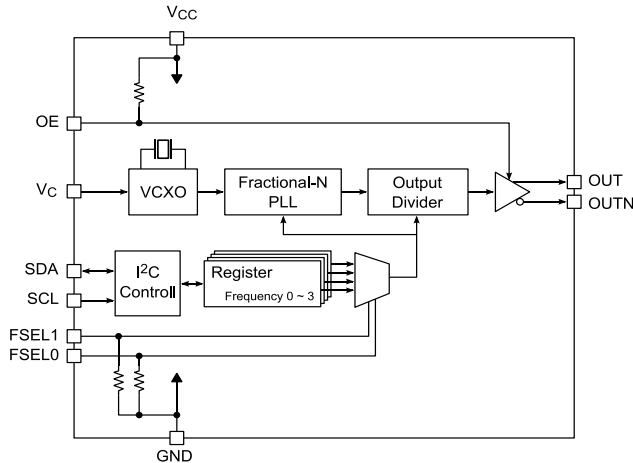 VCC
OE
VC
VCXO
Fractional-N
PLL
Output
Divider
OUT
OUTN
SDA
SCL
I2C
Controll
Register
Frequency 0 ~ 3
FSEL1
FSEL0
GND